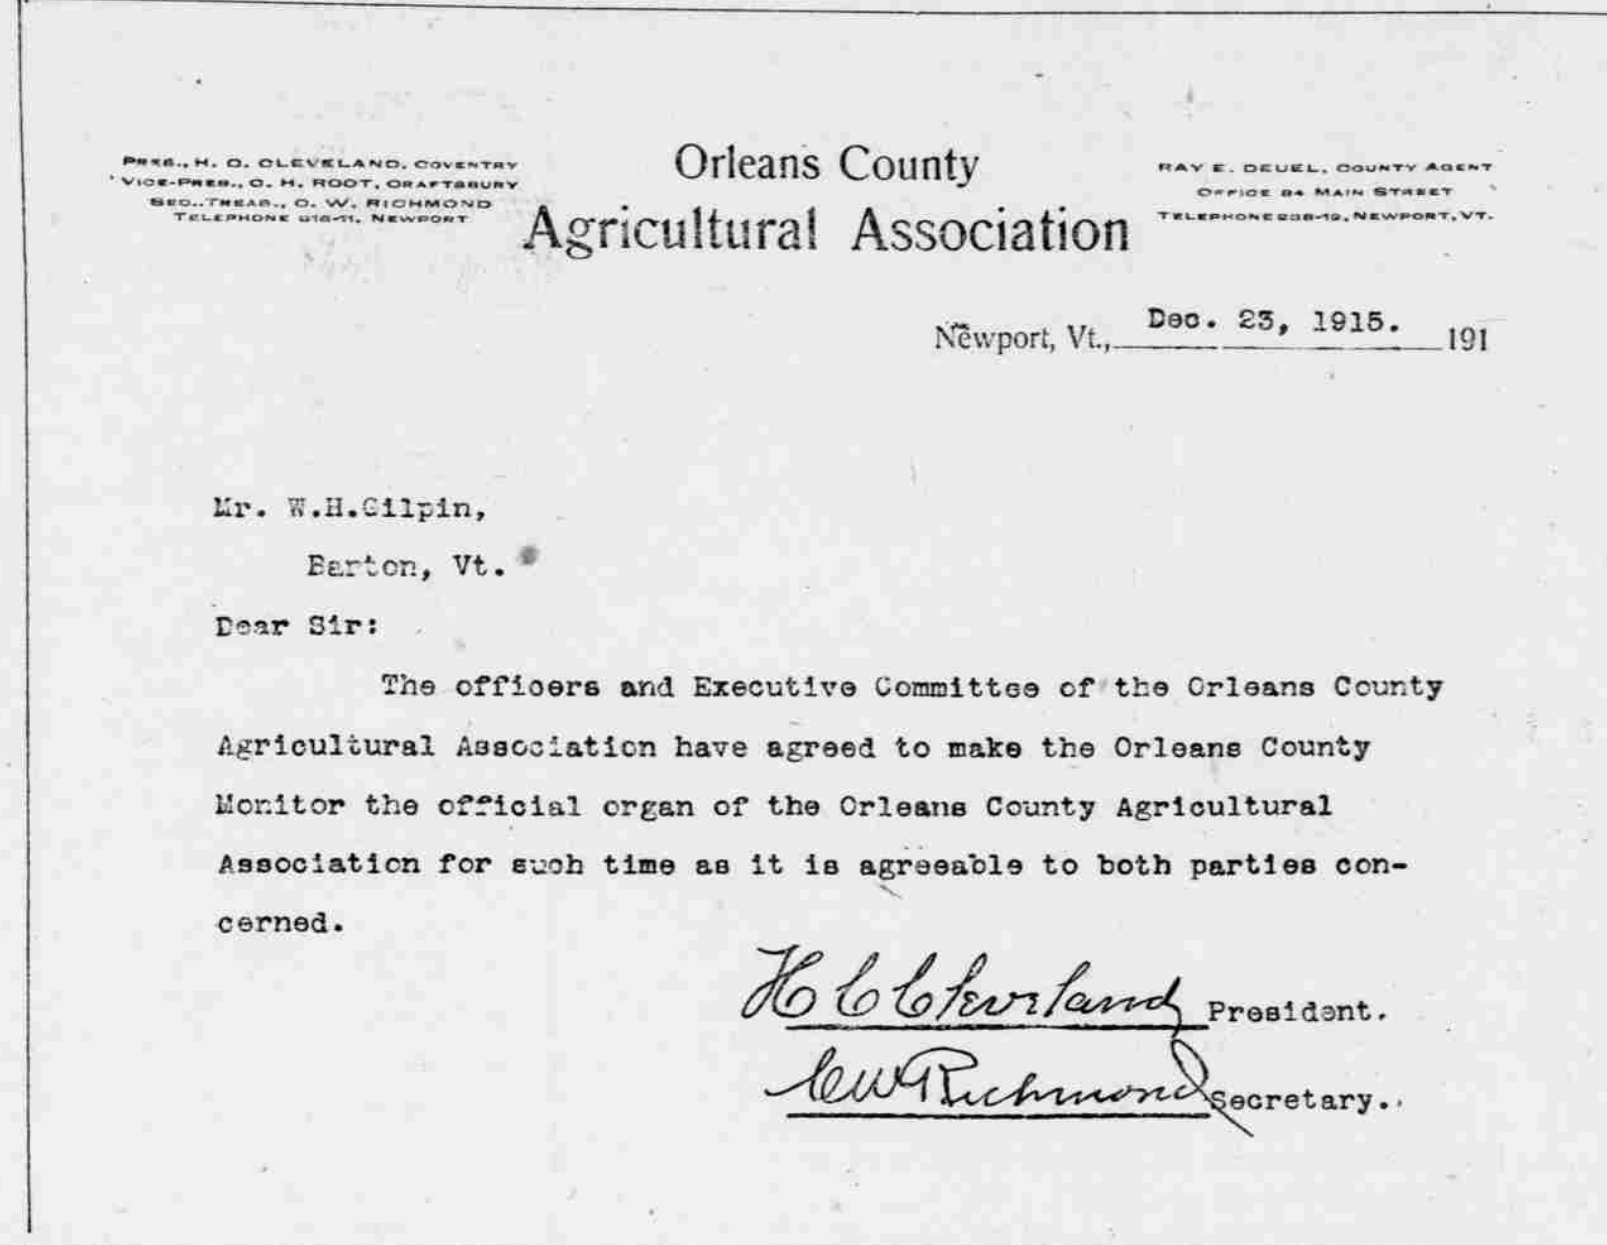 PRES., H. C. CLEVELAND, COVENTRY
VICE-PRES., C. H. ROOT, CRAFTSBURY
SEC.-TREAS., C. W. RICHMOND
TELEPHONE NEWPORT
Orleans County
Agricultural Association
RAY E. DEUEL, COUNTY AGENT
OFFICE 84 MAIN STREET
TELEPHONE NEWPORT, VT.
Newport, Vt., Dec. 23, 1915. 191
Mr. W.H.Gilpin,
Barton, Vt.
Dear Sir:
The officers and Executive Committee of the Orleans County
Agricultural Association have agreed to make the Orleans County
Monitor the official organ of the Orleans County Agricultural
Association for such time as it is agreeable to both parties con-
cerned.
H C Cleveland President.
C W Richmond Secretary.